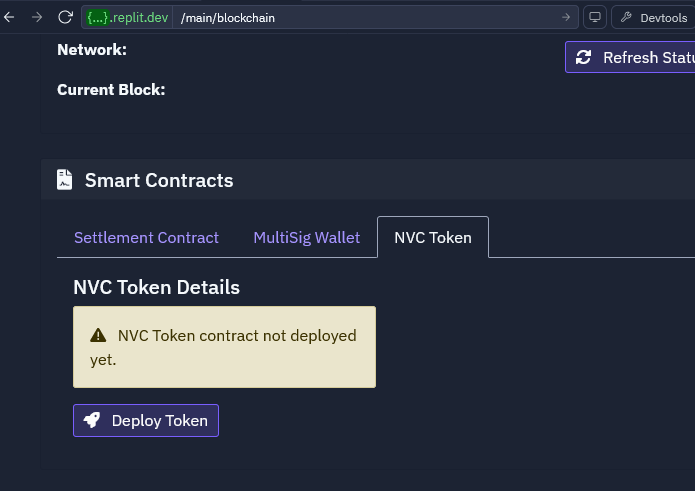 {...}.replit.dev /main/blockchain Devtools
Network:
Refresh Statu
Current Block:
Smart Contracts
Settlement Contract MultiSig Wallet NVC Token
NVC Token Details
NVC Token contract not deployed
yet.
Deploy Token